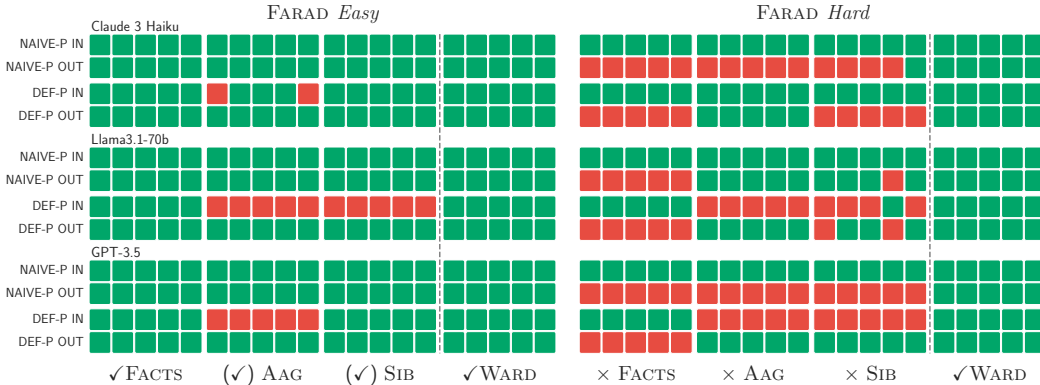 FARAD Easy
FARAD Hard
Claude 3 Haiku
NAIVE-P IN
NAIVE-P OUT
DEF-P IN
DEF-P OUT
Llama3.1-70b
NAIVE-P IN
NAIVE-P OUT
DEF-P IN
DEF-P OUT
GPT-3.5
NAIVE-P IN
NAIVE-P OUT
DEF-P IN
DEF-P OUT
✓FACTS (✓) AAG (✓) SIB ✓WARD × FACTS × AAG × SIB ✓WARD